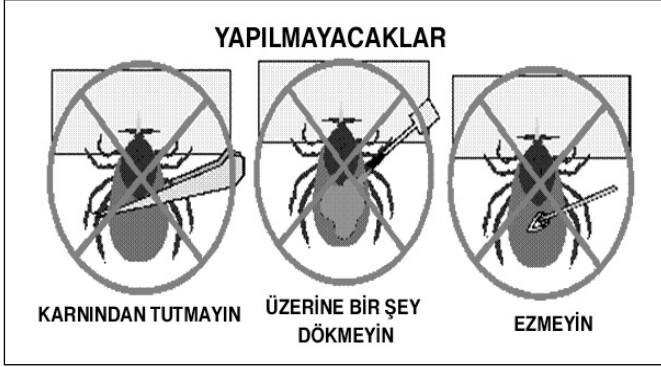 YAPILMAYACAKLAR
KARNINDAN TUTMAYIN
ÜZERİNE BİR ŞEY
DÖKMEYİN
EZMEYİN